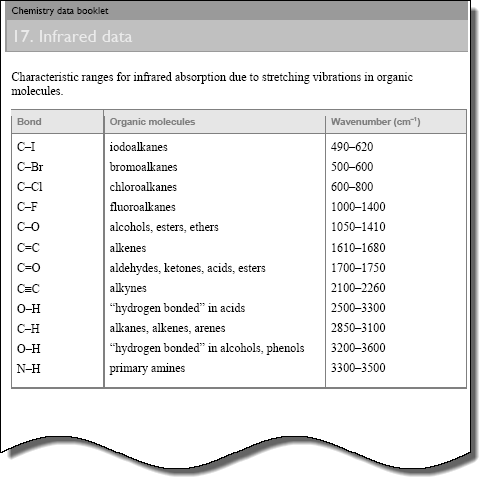 Chemistry data booklet
17. Infrared data
Characteristic ranges for infrared absorption due to stretching vibrations in organic
molecules.
Bond Organic molecules Wavenumber (cm⁻¹)
C–I iodoalkanes 490–620
C–Br bromoalkanes 500–600
C–Cl chloroalkanes 600–800
C–F fluoroalkanes 1000–1400
C–O alcohols, esters, ethers 1050–1410
C=C alkenes 1610–1680
C=O aldehydes, ketones, acids, esters 1700–1750
C≡C alkynes 2100–2260
O–H “hydrogen bonded” in acids 2500–3300
C–H alkanes, alkenes, arenes 2850–3100
O–H “hydrogen bonded” in alcohols, phenols 3200–3600
N–H primary amines 3300–3500